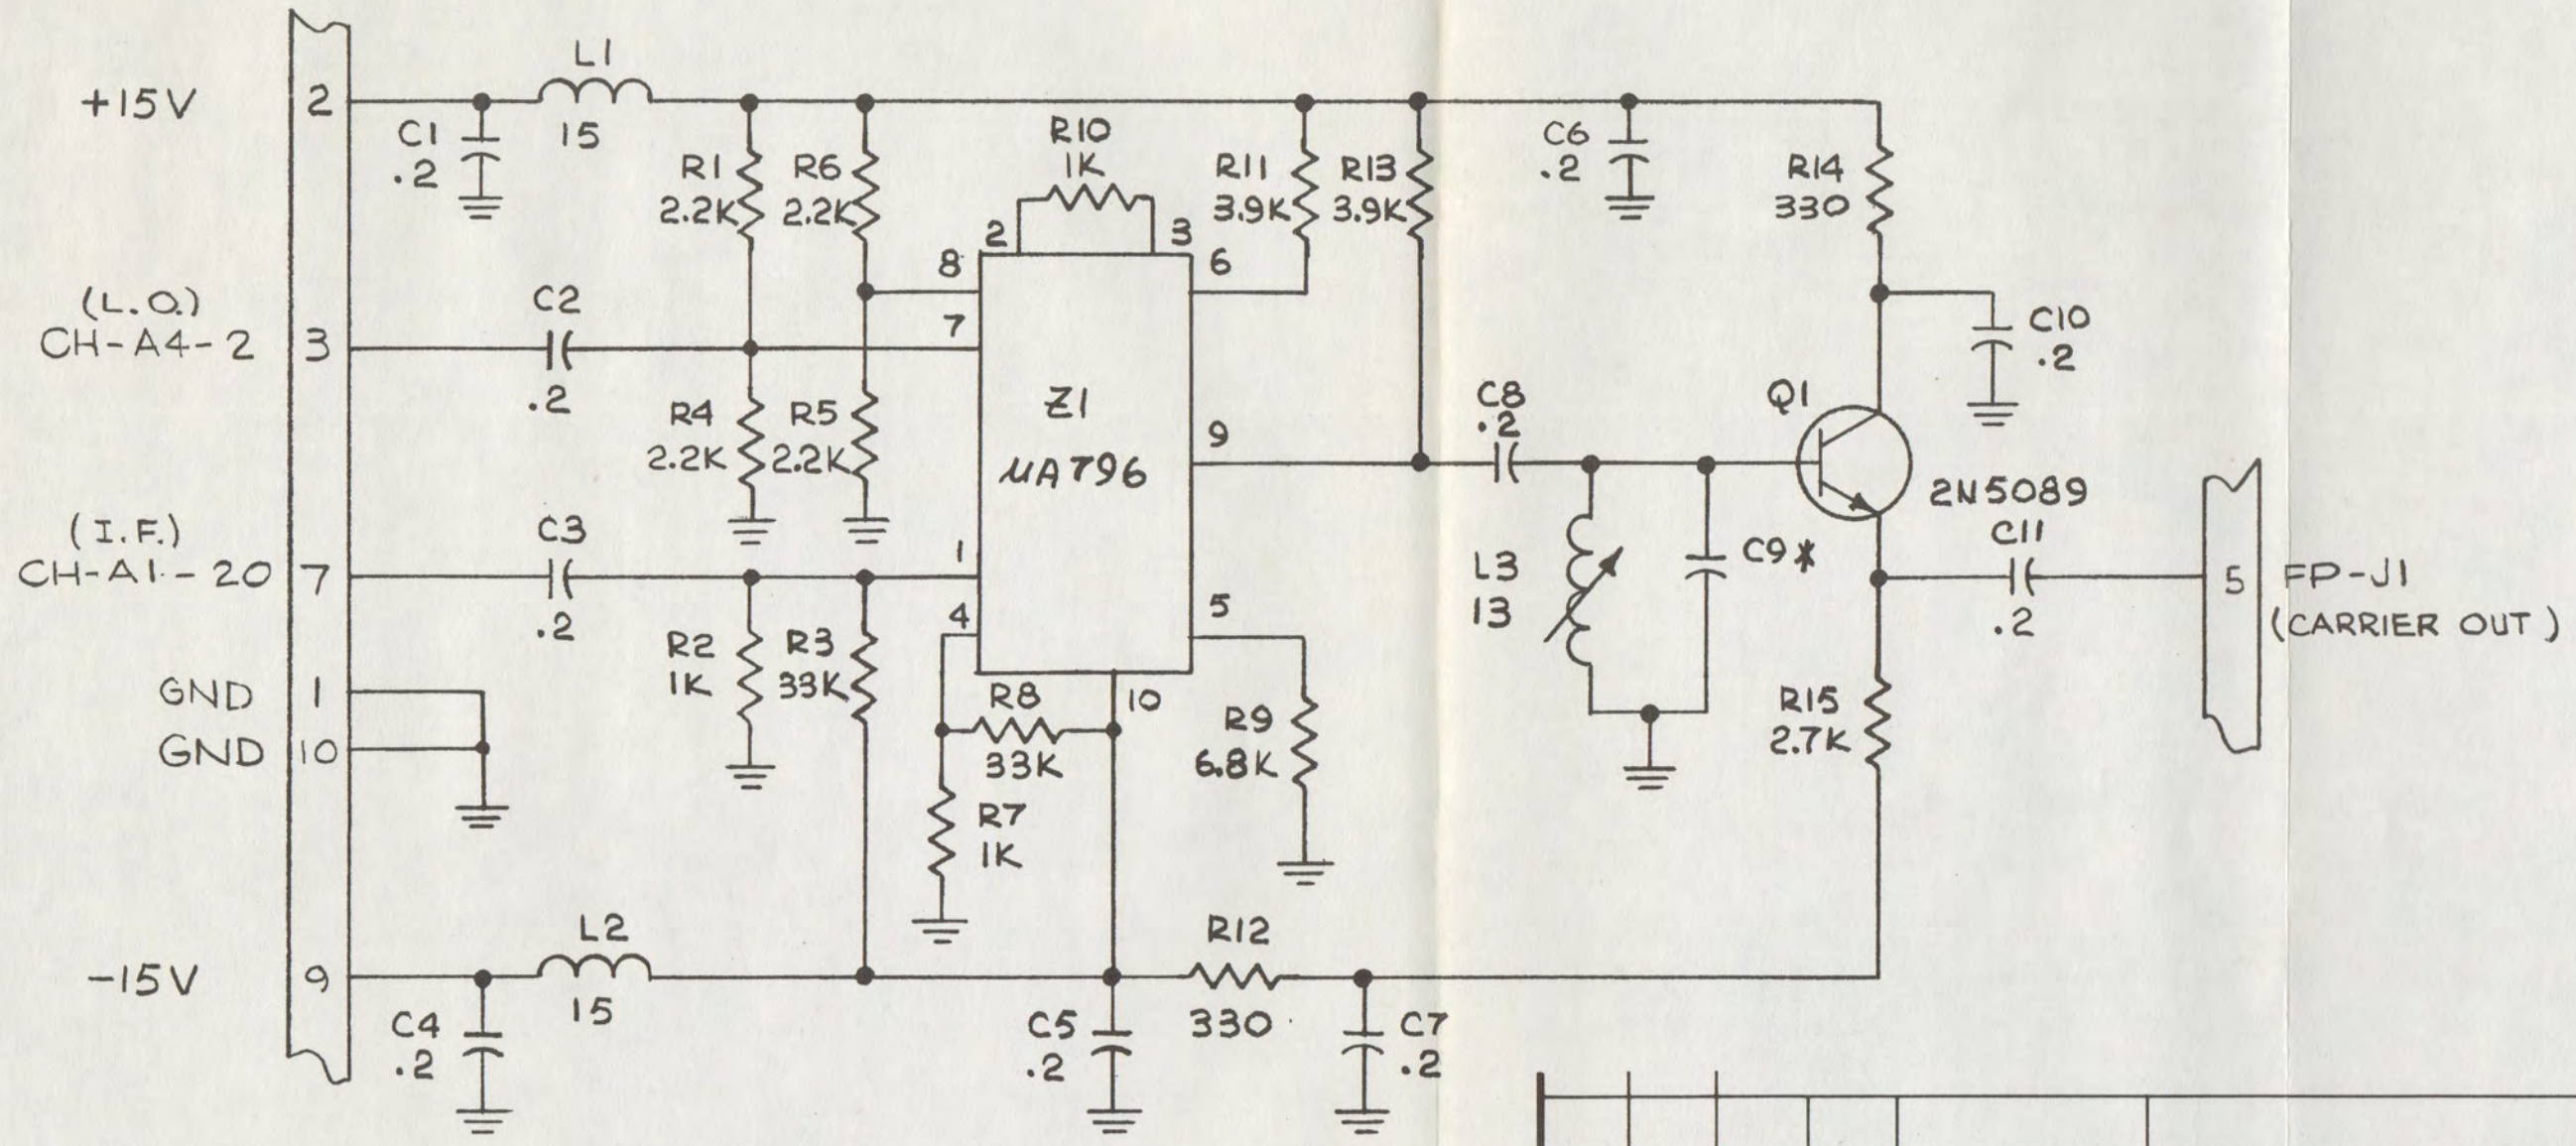 L1
+15V
2
15
C1
.2
R1
2.2K
R6
2.2K
R10
1K
R11
3.9K
R13
3.9K
C6
.2
R14
330
2
3
8
6
(L.O.)
CH-A4-2
3
C2
.2
7
C10
.2
R4
2.2K
R5
2.2K
Z1
µA796
9
C8
.2
Q1
2N5089
(I.F.)
CH-A1-20
7
C3
.2
1
4
5
L3
13
C9*
C11
.2
5
FP-J1
(CARRIER OUT)
R2
1K
R3
33K
GND
1
GND
10
R8
33K
10
R9
6.8K
R15
2.7K
R7
1K
-15V
9
L2
15
R12
330
C4
.2
C5
.2
C7
.2